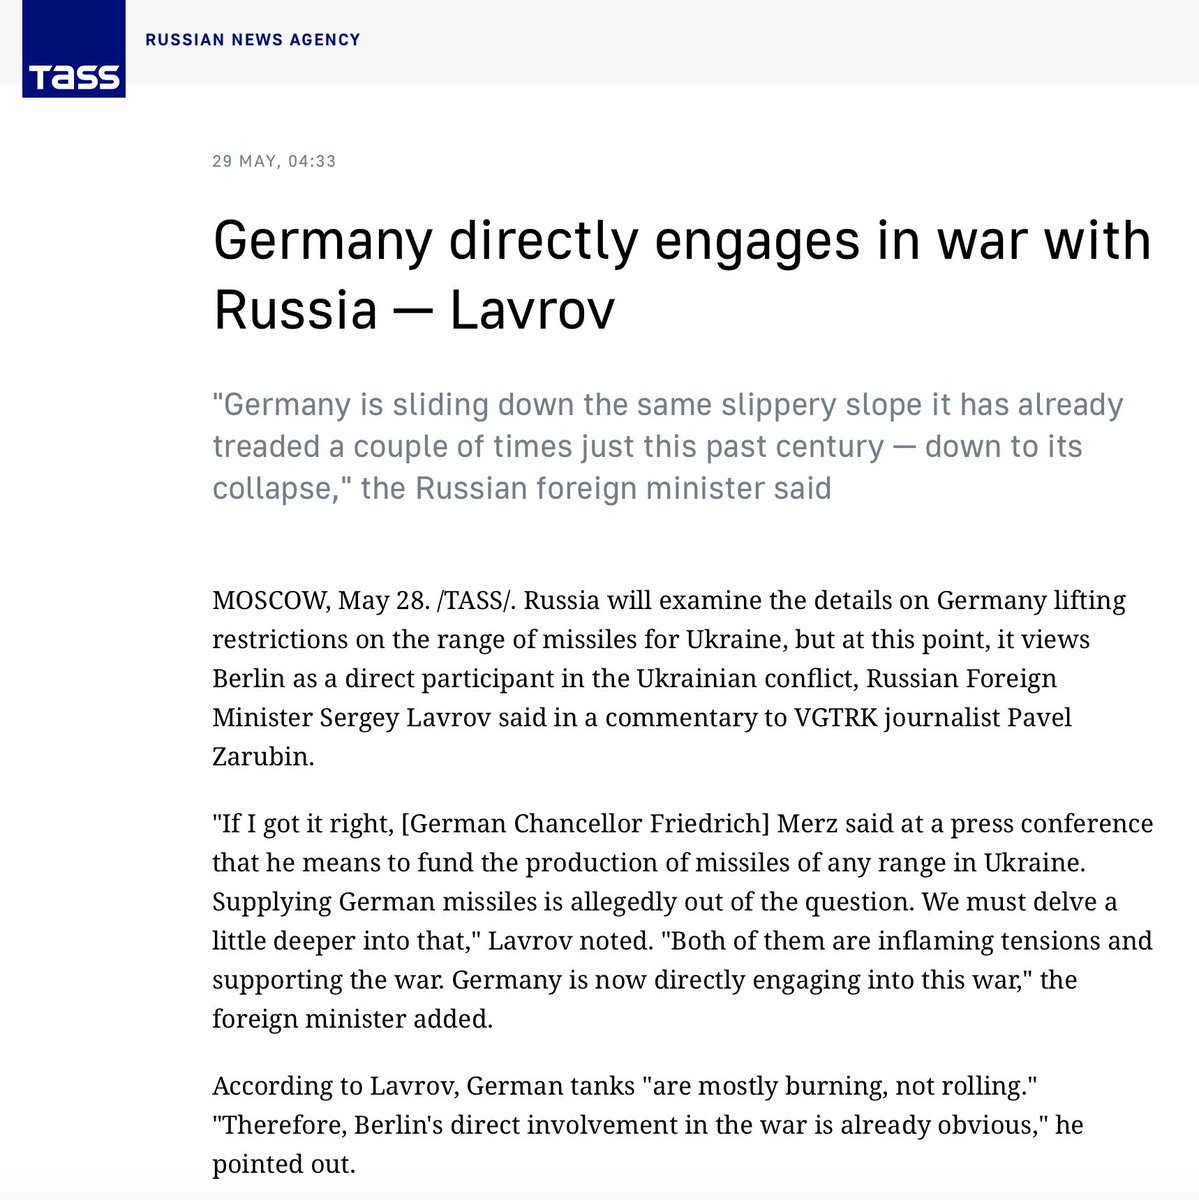 TASS
RUSSIAN NEWS AGENCY
29 MAY, 04:33
Germany directly engages in war with
Russia — Lavrov
"Germany is sliding down the same slippery slope it has already
treaded a couple of times just this past century — down to its
collapse," the Russian foreign minister said
MOSCOW, May 28. /TASS/. Russia will examine the details on Germany lifting
restrictions on the range of missiles for Ukraine, but at this point, it views
Berlin as a direct participant in the Ukrainian conflict, Russian Foreign
Minister Sergey Lavrov said in a commentary to VGTRK journalist Pavel
Zarubin.
"If I got it right, [German Chancellor Friedrich] Merz said at a press conference
that he means to fund the production of missiles of any range in Ukraine.
Supplying German missiles is allegedly out of the question. We must delve a
little deeper into that," Lavrov noted. "Both of them are inflaming tensions and
supporting the war. Germany is now directly engaging into this war," the
foreign minister added.
According to Lavrov, German tanks "are mostly burning, not rolling."
"Therefore, Berlin's direct involvement in the war is already obvious," he
pointed out.